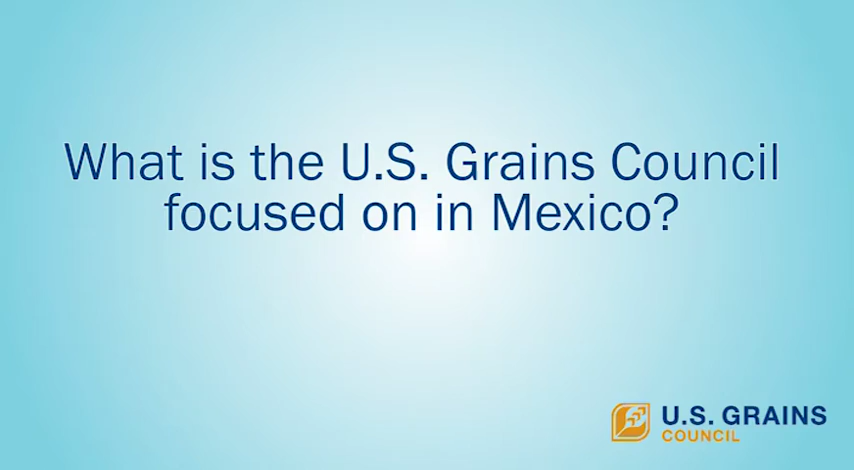 What is the U.S. Grains Council
focused on in Mexico?
U.S. GRAINS
COUNCIL